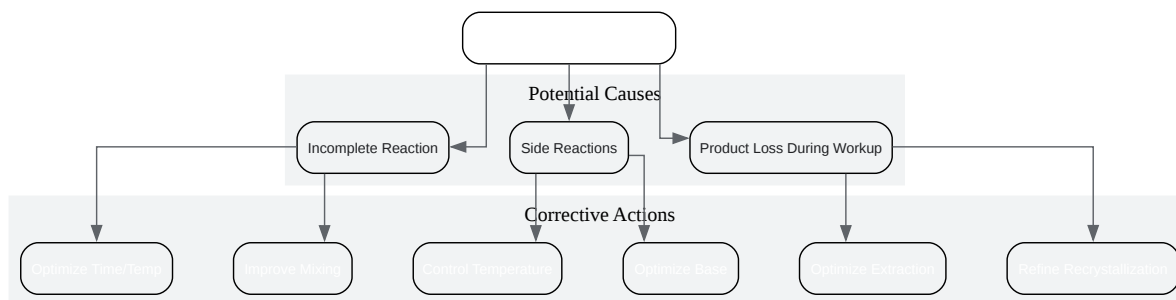 Potential Causes
Incomplete Reaction
Side Reactions
Product Loss During Workup
Corrective Actions
Optimize Time/Temp
Improve Mixing
Control Temperature
Optimize Base
Optimize Extraction
Refine Recrystallization